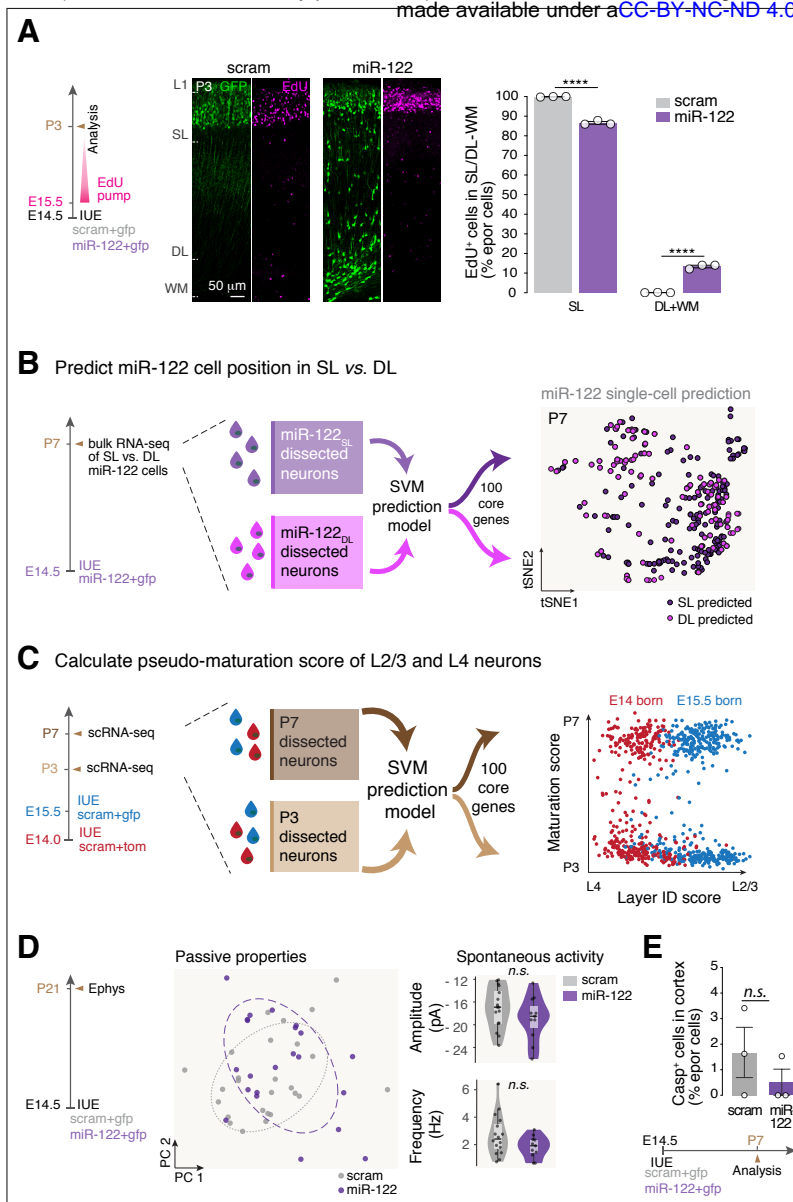 made available under aCC-BY-NC-ND 4.0
A
scram
miR-122
P3
Analysis
EdU
pump
E15.5
E14.5
IUE
scram+gfp
miR-122+gfp
L1
P3 GFP
EdU
SL
DL
WM
50 µm
EdU+ cells in SL/DL-WM
(% epor cells)
100
90
80
70
60
50
40
30
20
10
0
****
****
scram
miR-122
SL
DL+WM
B Predict miR-122 cell position in SL vs. DL
P7
bulk RNA-seq
of SL vs. DL
miR-122 cells
E14.5
IUE
miR-122+gfp
miR-122SL
dissected
neurons
miR-122DL
dissected
neurons
SVM
prediction
model
100
core
genes
miR-122 single-cell prediction
P7
tSNE2
tSNE1
SL predicted
DL predicted
C Calculate pseudo-maturation score of L2/3 and L4 neurons
P7
scRNA-seq
P3
scRNA-seq
E15.5
IUE
scram+gfp
E14.0
IUE
scram+tom
P7
dissected
neurons
P3
dissected
neurons
SVM
prediction
model
100
core
genes
E14 born
E15.5 born
P7
Maturation score
P3
L4
L2/3
Layer ID score
D
P21
Ephys
E14.5
IUE
scram+gfp
miR-122+gfp
Passive properties
PC 2
PC 1
scram
miR-122
Spontaneous activity
n.s.
scram
miR-122
Amplitude
(pA)
- 12
- 16
- 20
- 24
n.s.
Frequency
(Hz)
6
4
2
E
Casp+ cells in cortex
(% epor cells)
5
4
3
2
1
0
n.s.
scram
miR
122
E14.5
P7
IUE
scram+gfp
miR-122+gfp
Analysis